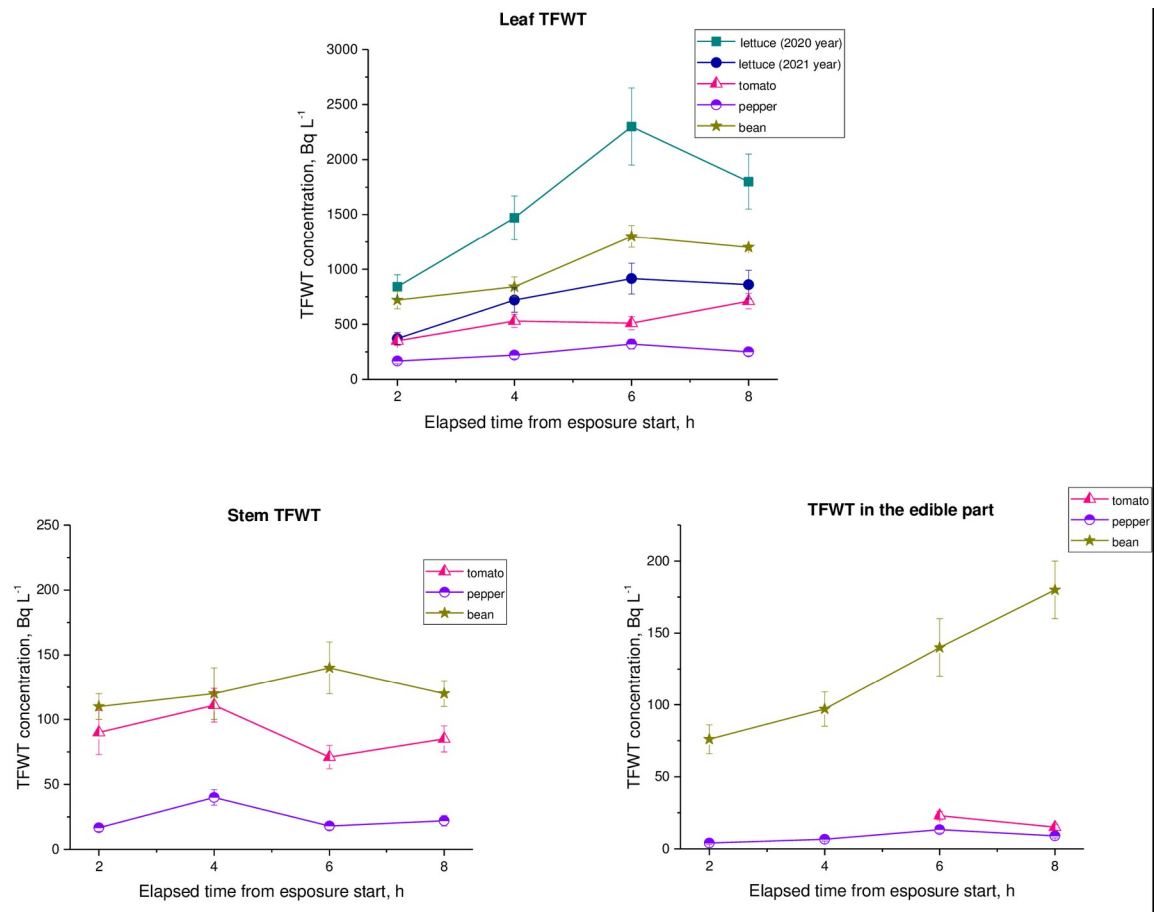 Leaf TFWT
lettuce (2020 year)
lettuce (2021 year)
tomato
pepper
bean
3000
2500
2000
1500
1000
500
0
TFWT concentration, Bq L⁻¹
2 4 6 8
Elapsed time from esposure start, h
Stem TFWT
tomato
pepper
bean
250
200
150
100
50
0
TFWT concentration, Bq L⁻¹
2 4 6 8
Elapsed time from esposure start, h
TFWT in the edible part
tomato
pepper
bean
200
150
100
50
0
TFWT concentration, Bq L⁻¹
2 4 6 8
Elapsed time from esposure start, h